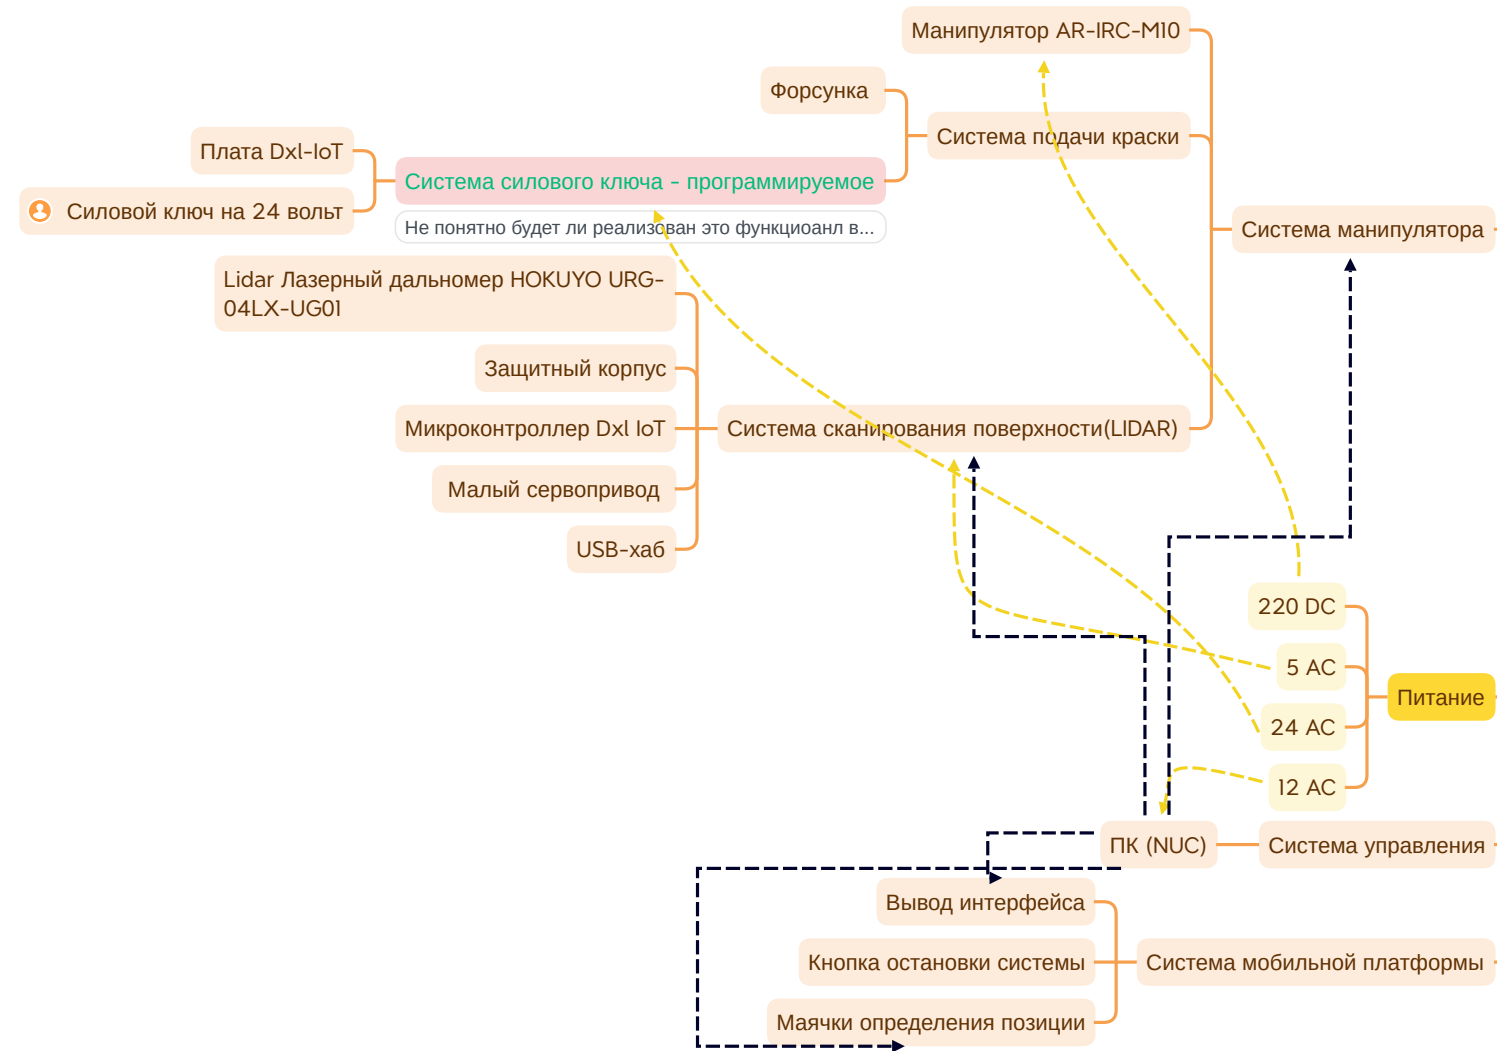 Манипулятор AR-IRC-M10
Форсунка
Система подачи краски
Плата Dxl-IoT
Система силового ключа - программируемое
Силовой ключ на 24 вольт
Не понятно будет ли реализован это функциоанл в...
Система манипулятора
Lidar Лазерный дальномер HOKUYO URG-
04LX-UG01
Защитный корпус
Микроконтроллер Dxl IoT
Система сканирования поверхности(LIDAR)
Малый сервопривод
USB-хаб
220 DC
5 AC
Питание
24 AC
12 AC
ПК (NUC)
Система управления
Вывод интерфейса
Кнопка остановки системы
Система мобильной платформы
Маячки определения позиции